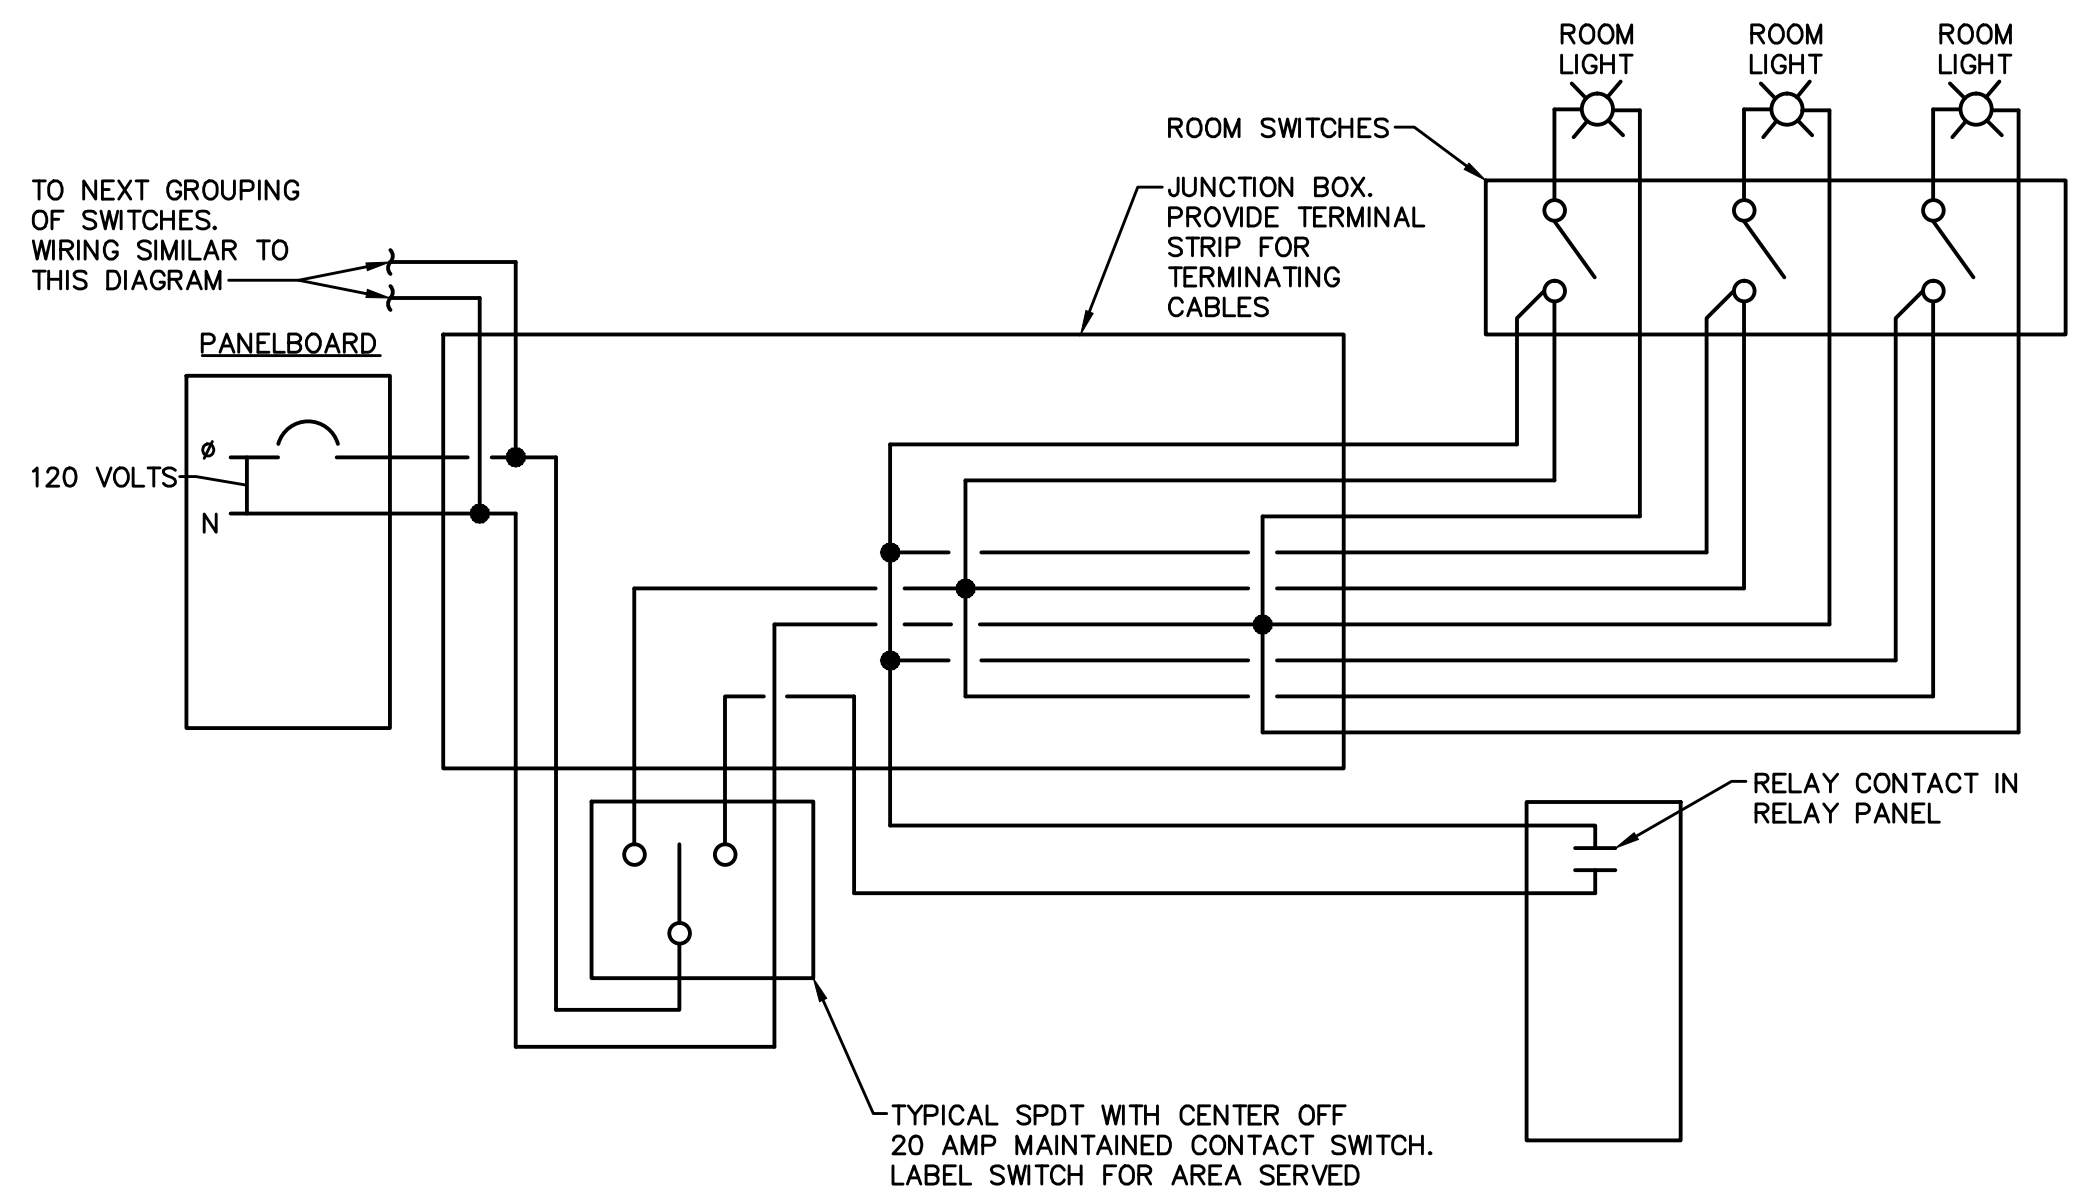 ROOM
LIGHT
ROOM
LIGHT
ROOM
LIGHT
ROOM SWITCHES
JUNCTION BOX.
PROVIDE TERMINAL
STRIP FOR
TERMINATING
CABLES
TO NEXT GROUPING
OF SWITCHES.
WIRING SIMILAR TO
THIS DIAGRAM
PANELBOARD
Ø
120 VOLTS
N
RELAY CONTACT IN
RELAY PANEL
TYPICAL SPDT WITH CENTER OFF
20 AMP MAINTAINED CONTACT SWITCH.
LABEL SWITCH FOR AREA SERVED